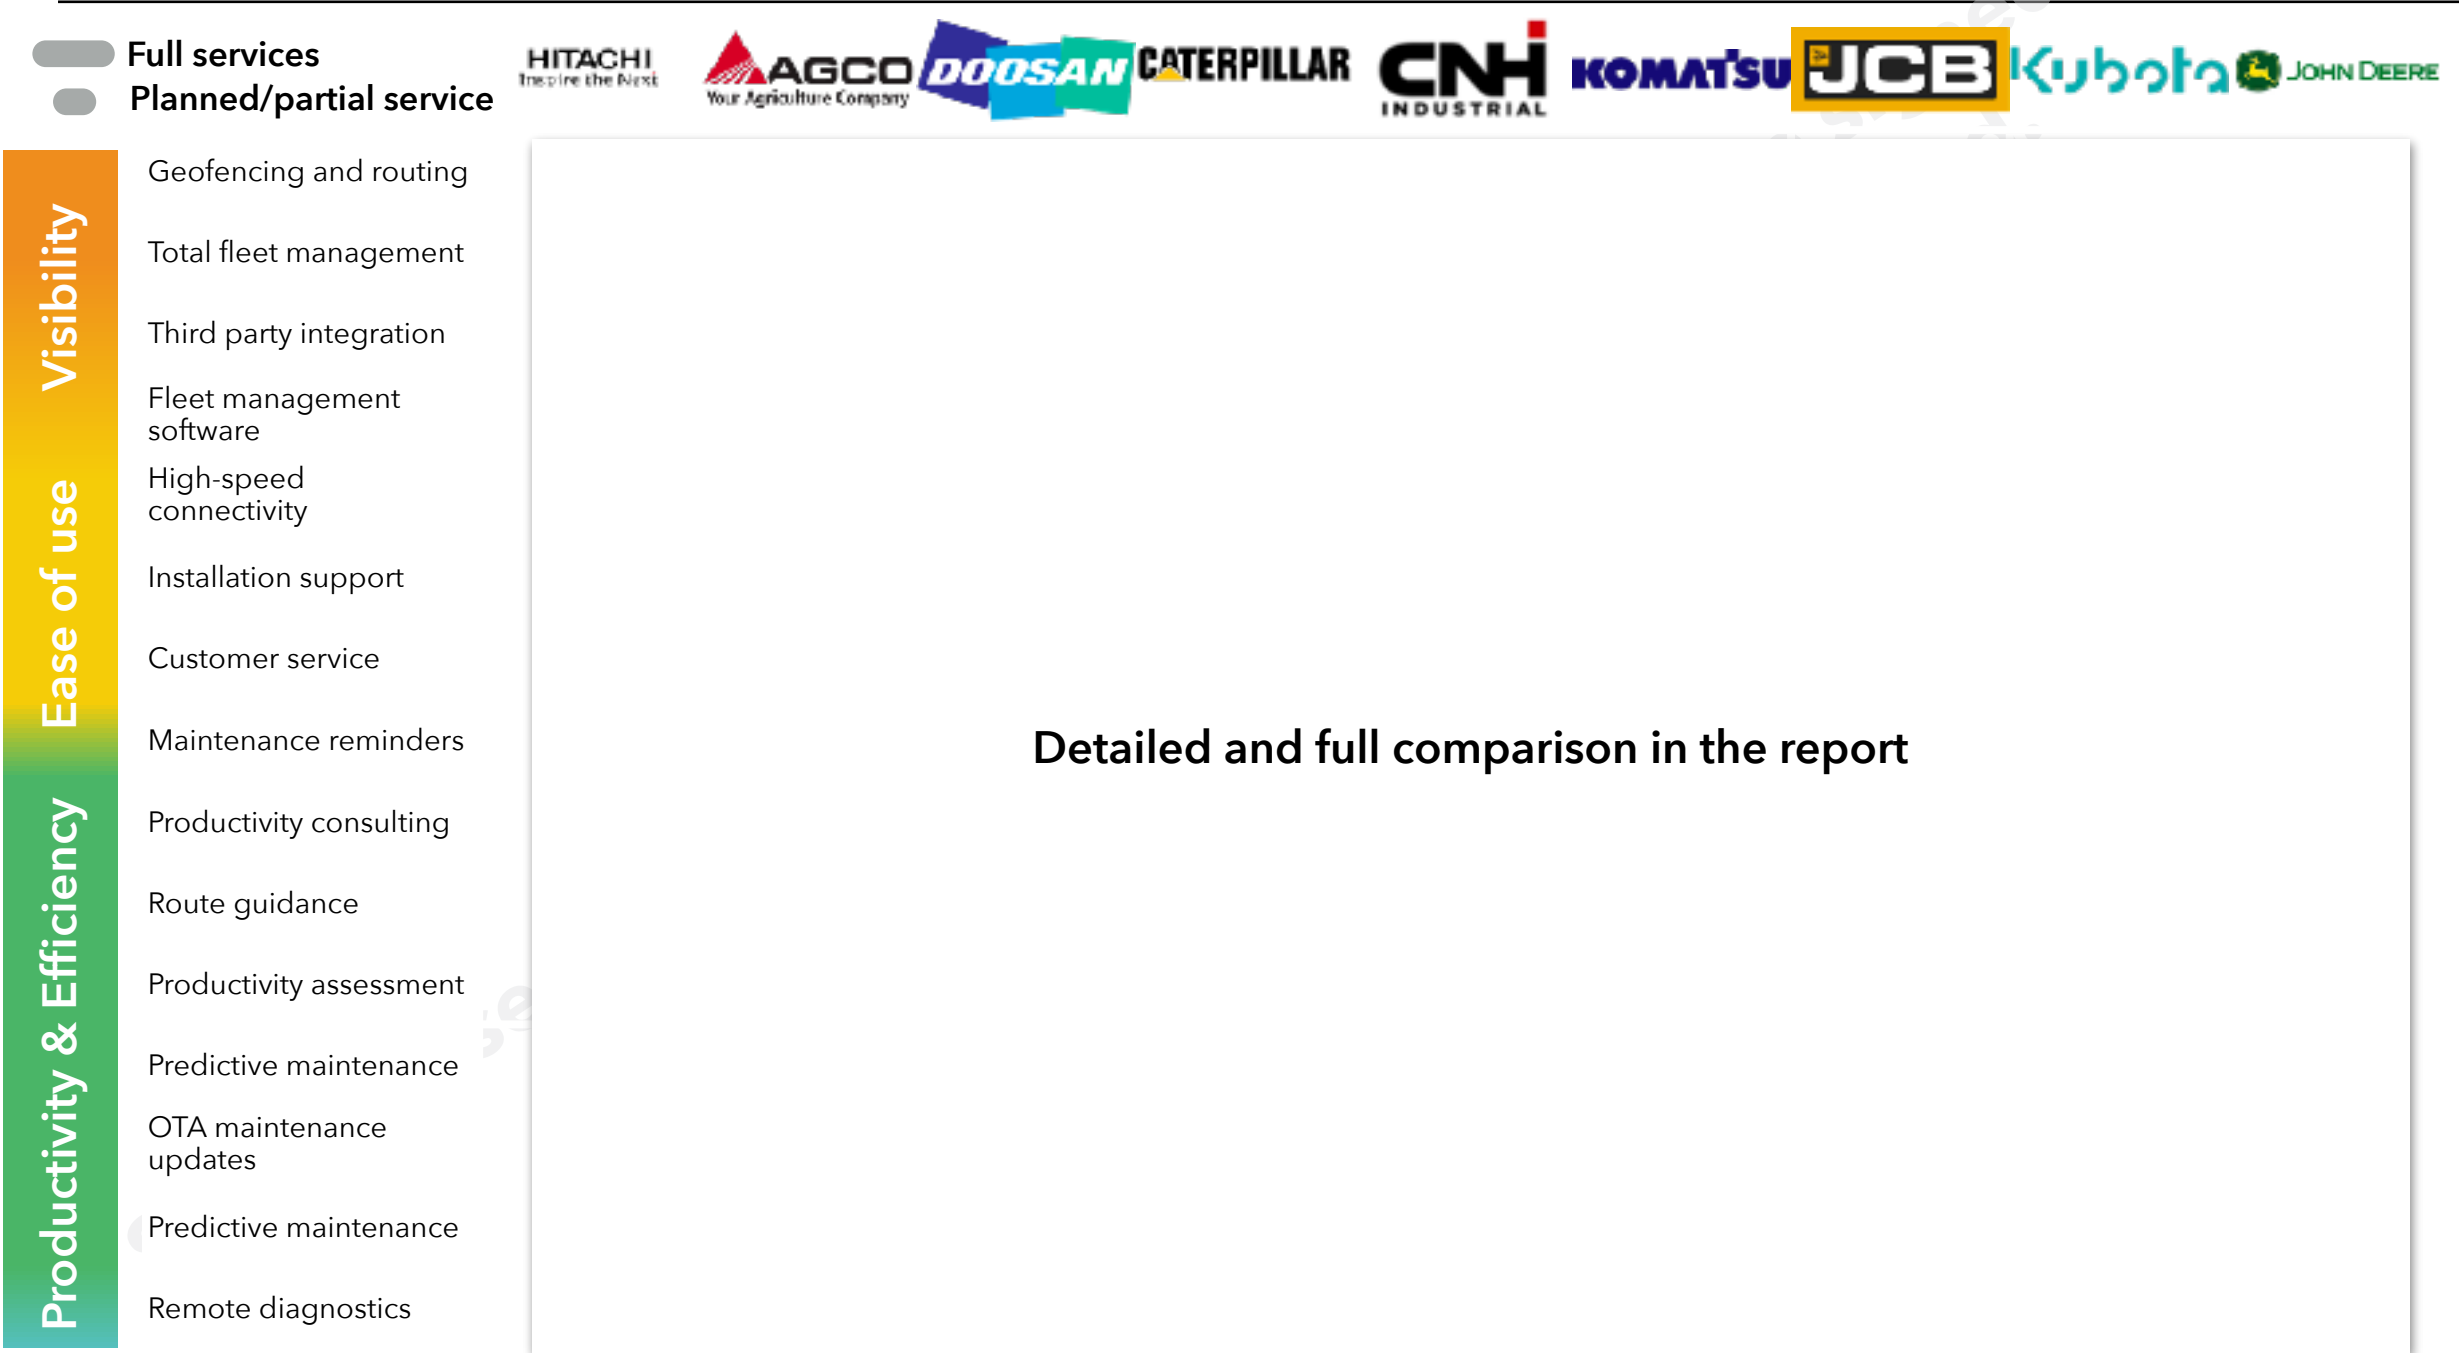 Full services
Planned/partial service
HITACHI
Inspire the Next
AGCO
Your Agriculture Company
DOOSAN
CATERPILLAR
CNH
INDUSTRIAL
KOMATSU
JCB
Kubota
JOHN DEERE
Visibility
Geofencing and routing
Total fleet management
Third party integration
Fleet management
software
Ease of use
High-speed
connectivity
Installation support
Customer service
Maintenance reminders
Productivity & Efficiency
Productivity consulting
Route guidance
Productivity assessment
Predictive maintenance
OTA maintenance
updates
Predictive maintenance
Remote diagnostics
Detailed and full comparison in the report